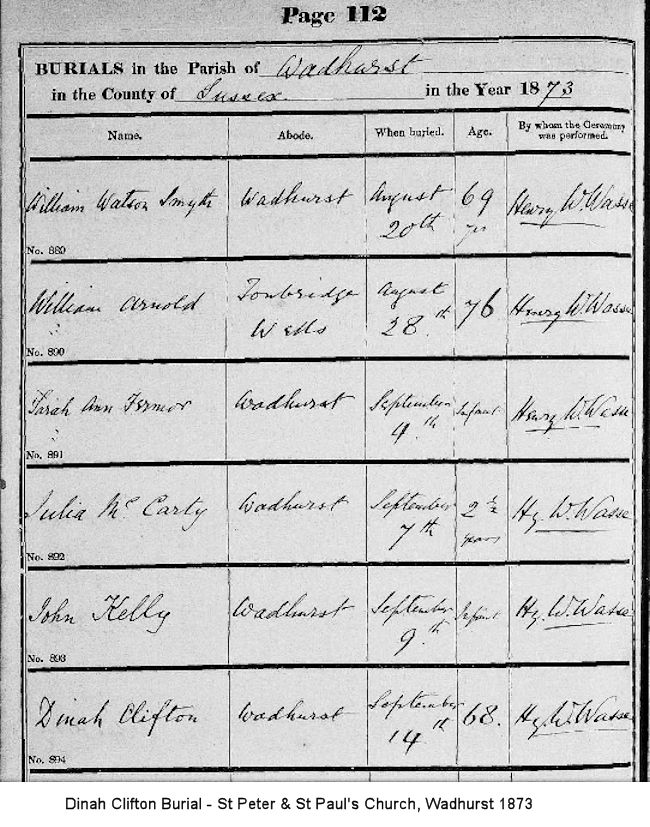 Page 112
BURIALS in the Parish of Wadhurst
in the County of Sussex. in the Year 1873
Name. Abode. When buried. Age. By whom the Ceremony was performed.
William Watson Smyth Wadhurst August 20th 69 yrs Henry W. Wasse
No. 889
William Arnold Tonbridge Wells August 28th 76 Henry W. Wasse
No. 890
Sarah Ann Fermor Wadhurst September 4th Infant Henry W. Wasse
No. 891
Julia Mc Carty Wadhurst September 7th 2 1/2 years Hy. W. Wasse
No. 892
John Kelly Wadhurst September 9th Infant Hy. W. Wasse
No. 893
Dinah Clifton Wadhurst September 14th 68. Hy. W. Wasse
No. 894
Dinah Clifton Burial - St Peter & St Paul's Church, Wadhurst 1873